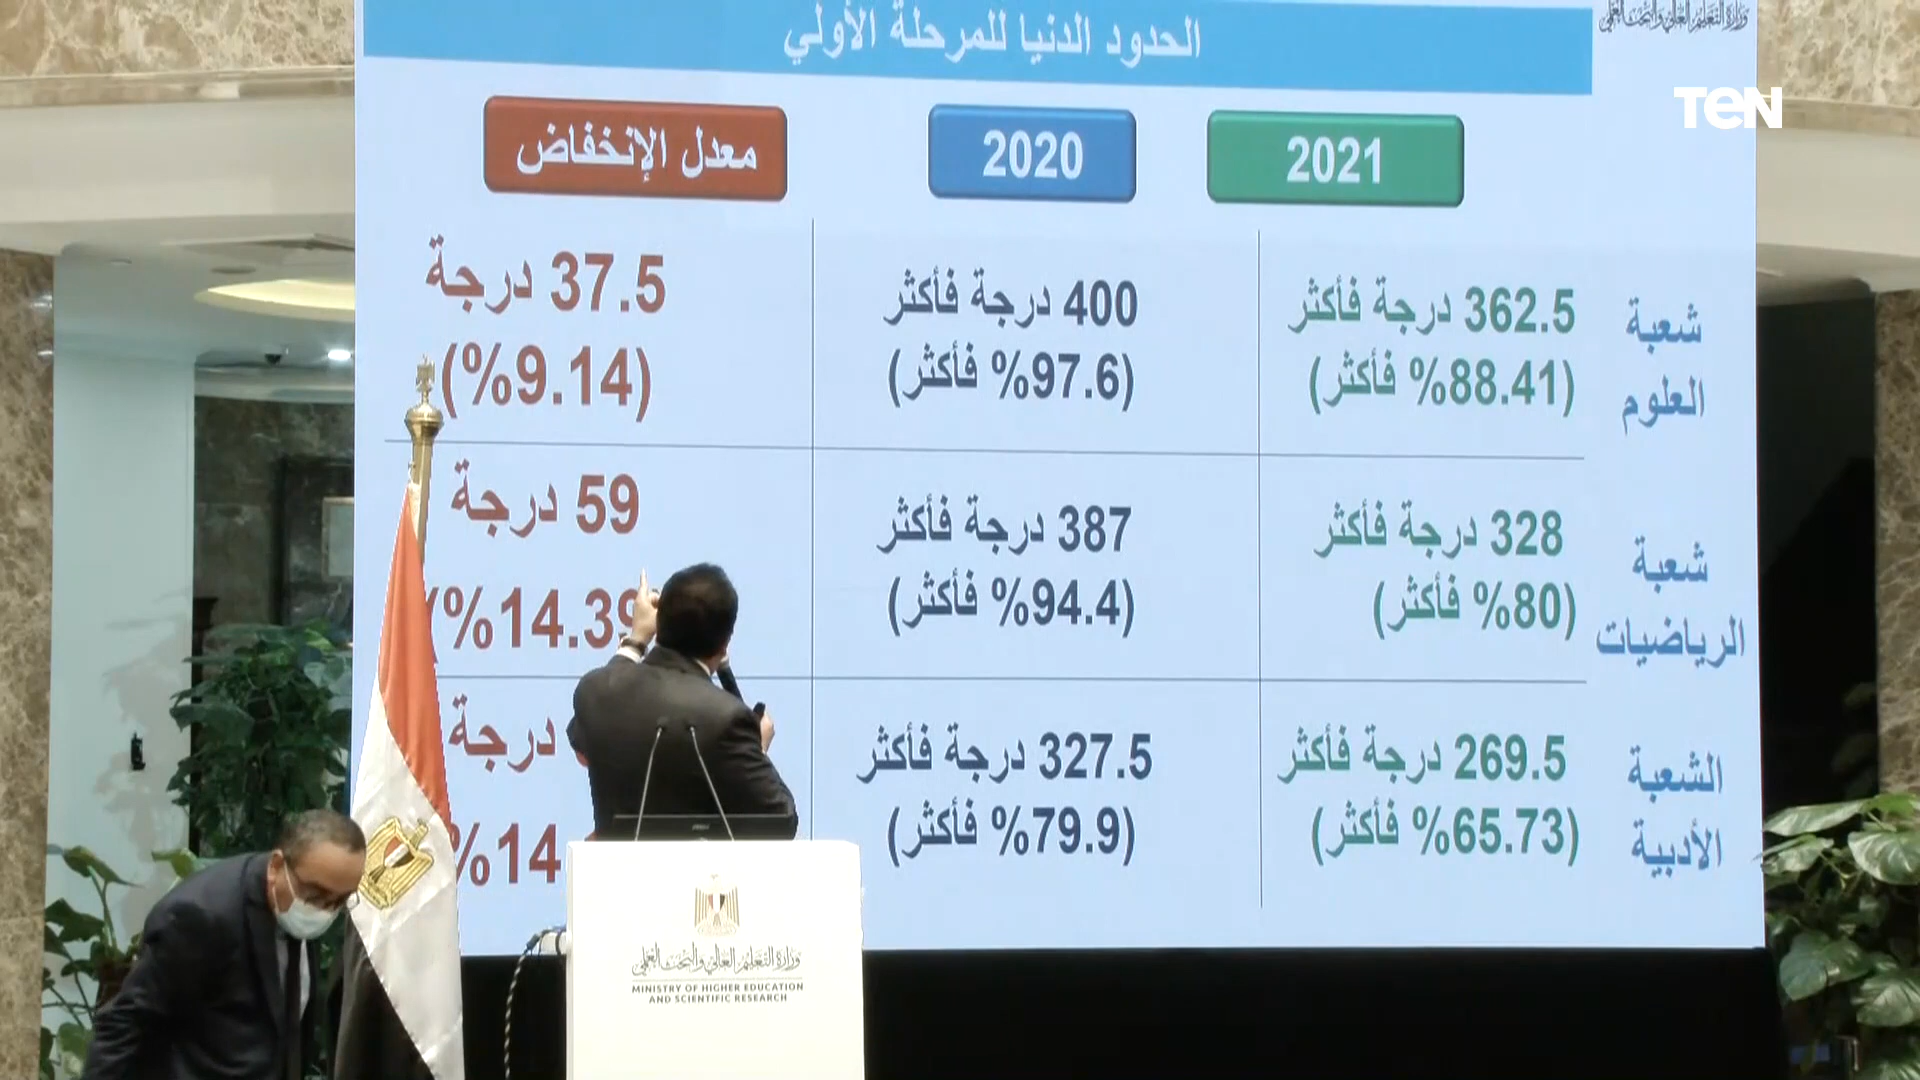 وزارة التعليم العالي والبحث العلمي
TEN
الحدود الدنيا للمرحلة الأولي
2021
2020
معدل الإنخفاض
شعبة
العلوم
362.5 درجة فأكثر
(88.41% فأكثر)
400 درجة فأكثر
(97.6% فأكثر)
37.5 درجة
(9.14%)
شعبة
الرياضيات
328 درجة فأكثر
(80% فأكثر)
387 درجة فأكثر
(94.4% فأكثر)
59 درجة
14.39%)
الشعبة
الأدبية
269.5 درجة فأكثر
(65.73% فأكثر)
327.5 درجة فأكثر
(79.9% فأكثر)
درجة
14%
وزارة التعليم العالي والبحث العلمي
MINISTRY OF HIGHER EDUCATION
AND SCIENTIFIC RESEARCH